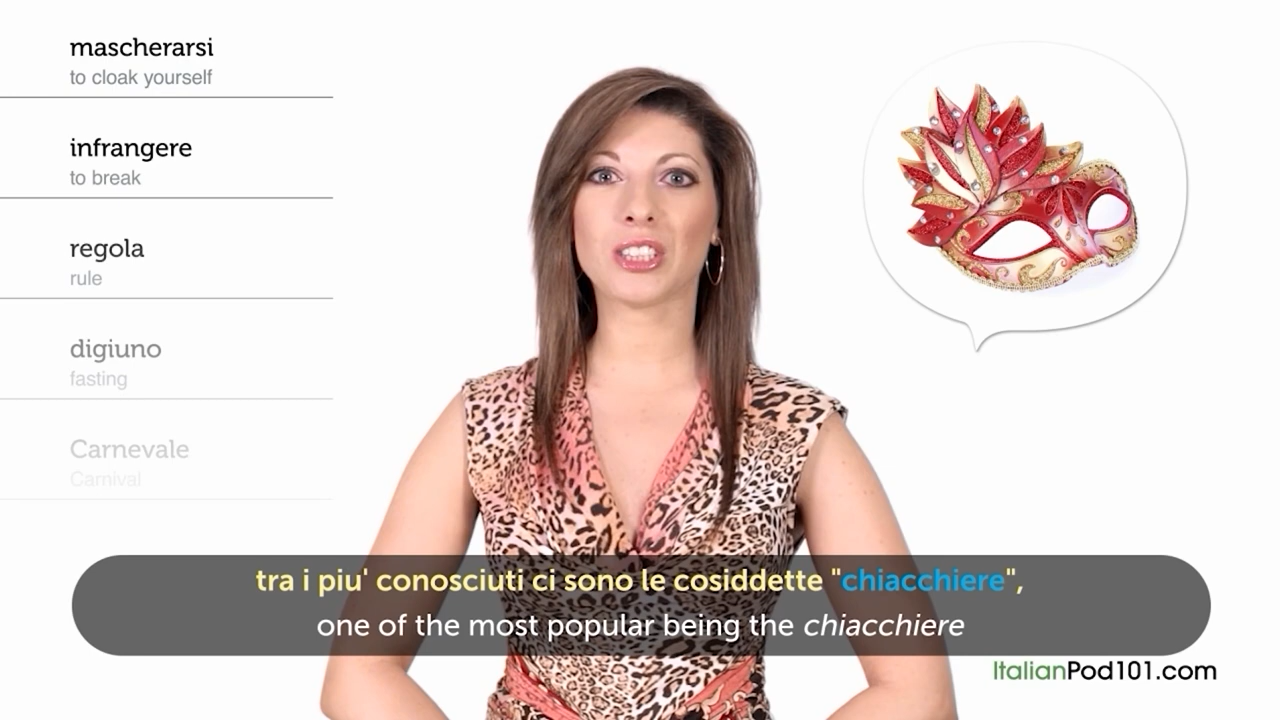 mascherarsi
to cloak yourself
infrangere
to break
regola
rule
digiuno
fasting
Carnevale
Carnival
tra i piu' conosciuti ci sono le cosiddette "chiacchiere",
one of the most popular being the chiacchiere
ItalianPod101.com